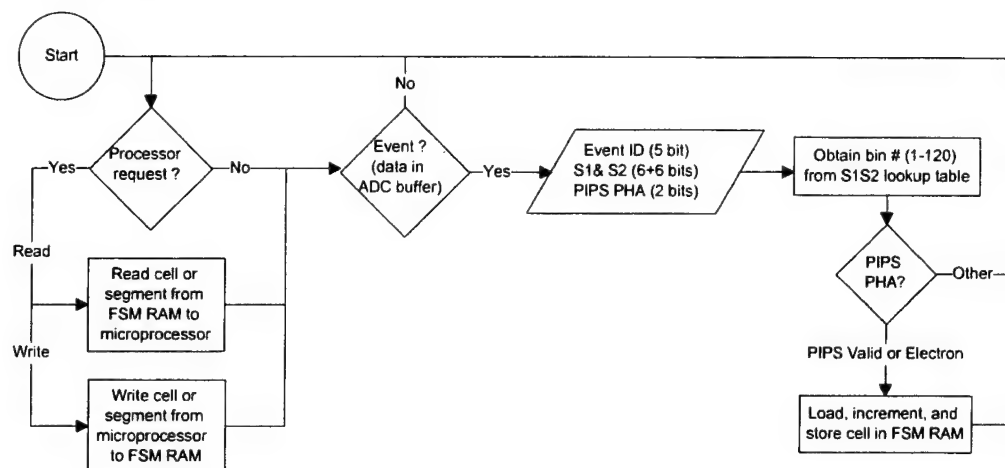 Start
No
Processor
request ?
Yes
No
Event ?
(data in
ADC buffer)
Yes
Event ID (5 bit)
S1& S2 (6+6 bits)
PIPS PHA (2 bits)
Obtain bin # (1-120)
from S1S2 lookup table
Read
Read cell or
segment from
FSM RAM to
microprocessor
PIPS
PHA?
Other
Write
Write cell or
segment from
microprocessor
to FSM RAM
PIPS Valid or Electron
Load, increment, and
store cell in FSM RAM